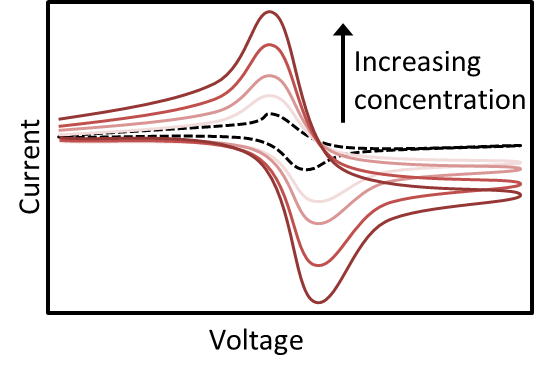 Increasing
concentration
Current
Voltage